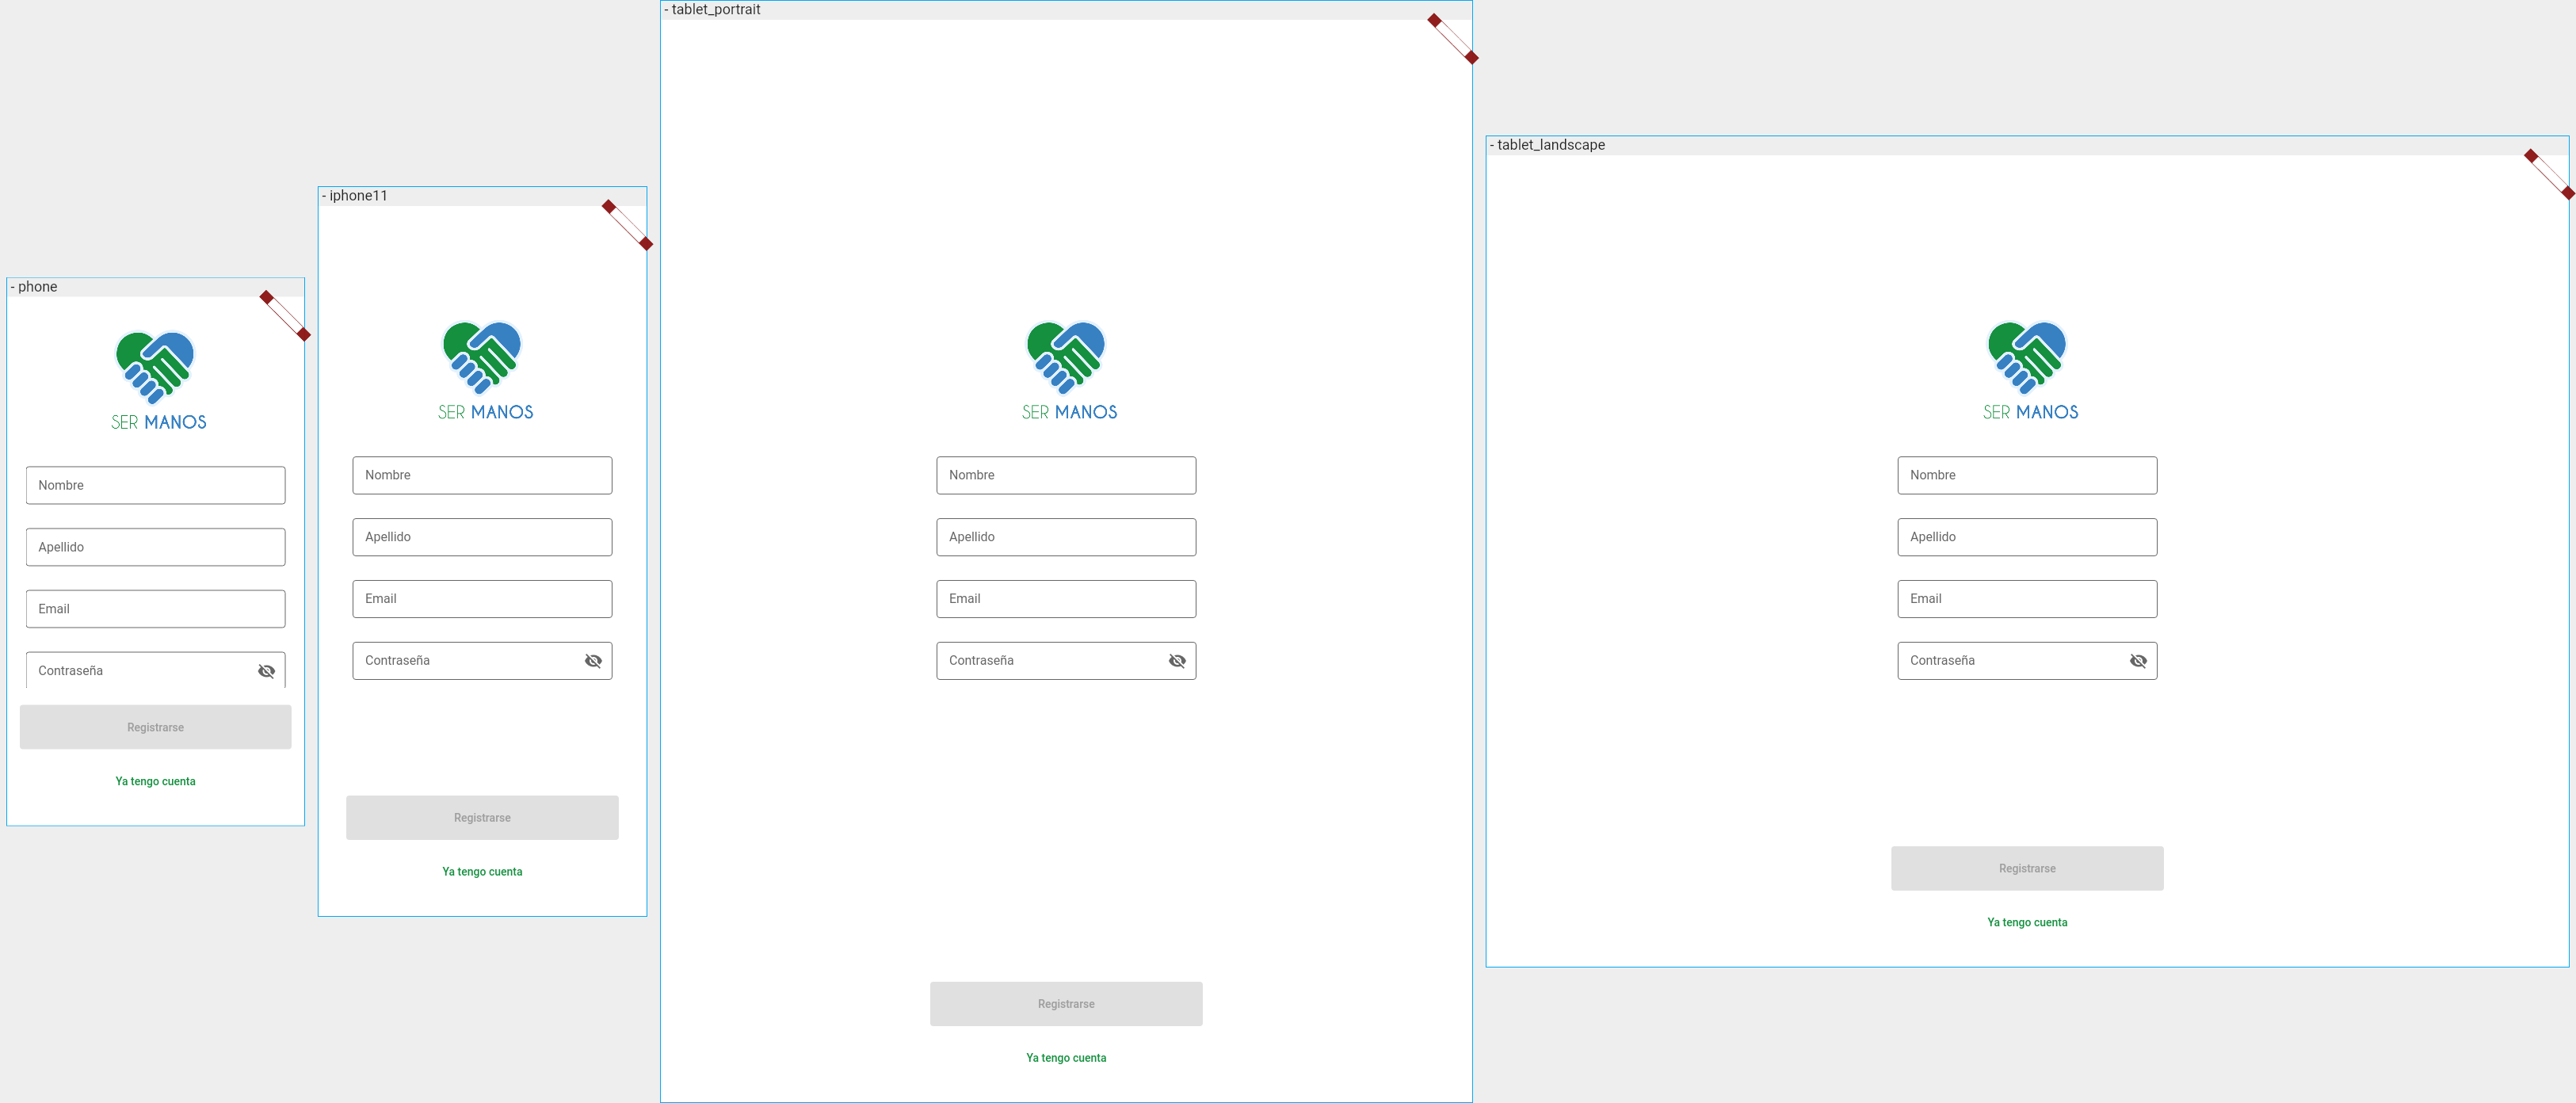 - phone
SER MANOS
Nombre
Apellido
Email
Contraseña
Registrarse
Ya tengo cuenta
- iphone11
SER MANOS
Nombre
Apellido
Email
Contraseña
Registrarse
Ya tengo cuenta
- tablet_portrait
SER MANOS
Nombre
Apellido
Email
Contraseña
Registrarse
Ya tengo cuenta
- tablet_landscape
SER MANOS
Nombre
Apellido
Email
Contraseña
Registrarse
Ya tengo cuenta